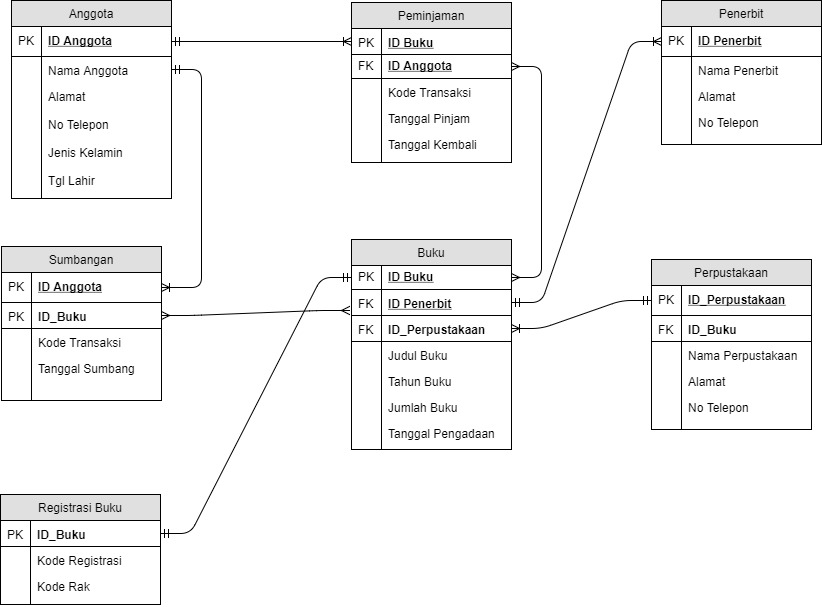 Anggota
PK ID Anggota
Nama Anggota
Alamat
No Telepon
Jenis Kelamin
Tgl Lahir
Peminjaman
PK ID Buku
FK ID Anggota
Kode Transaksi
Tanggal Pinjam
Tanggal Kembali
Penerbit
PK ID Penerbit
Nama Penerbit
Alamat
No Telepon
Sumbangan
PK ID Anggota
PK ID_Buku
Kode Transaksi
Tanggal Sumbang
Buku
PK ID Buku
FK ID Penerbit
FK ID_Perpustakaan
Judul Buku
Tahun Buku
Jumlah Buku
Tanggal Pengadaan
Perpustakaan
PK ID_Perpustakaan
FK ID_Buku
Nama Perpustakaan
Alamat
No Telepon
Registrasi Buku
PK ID_Buku
Kode Registrasi
Kode Rak